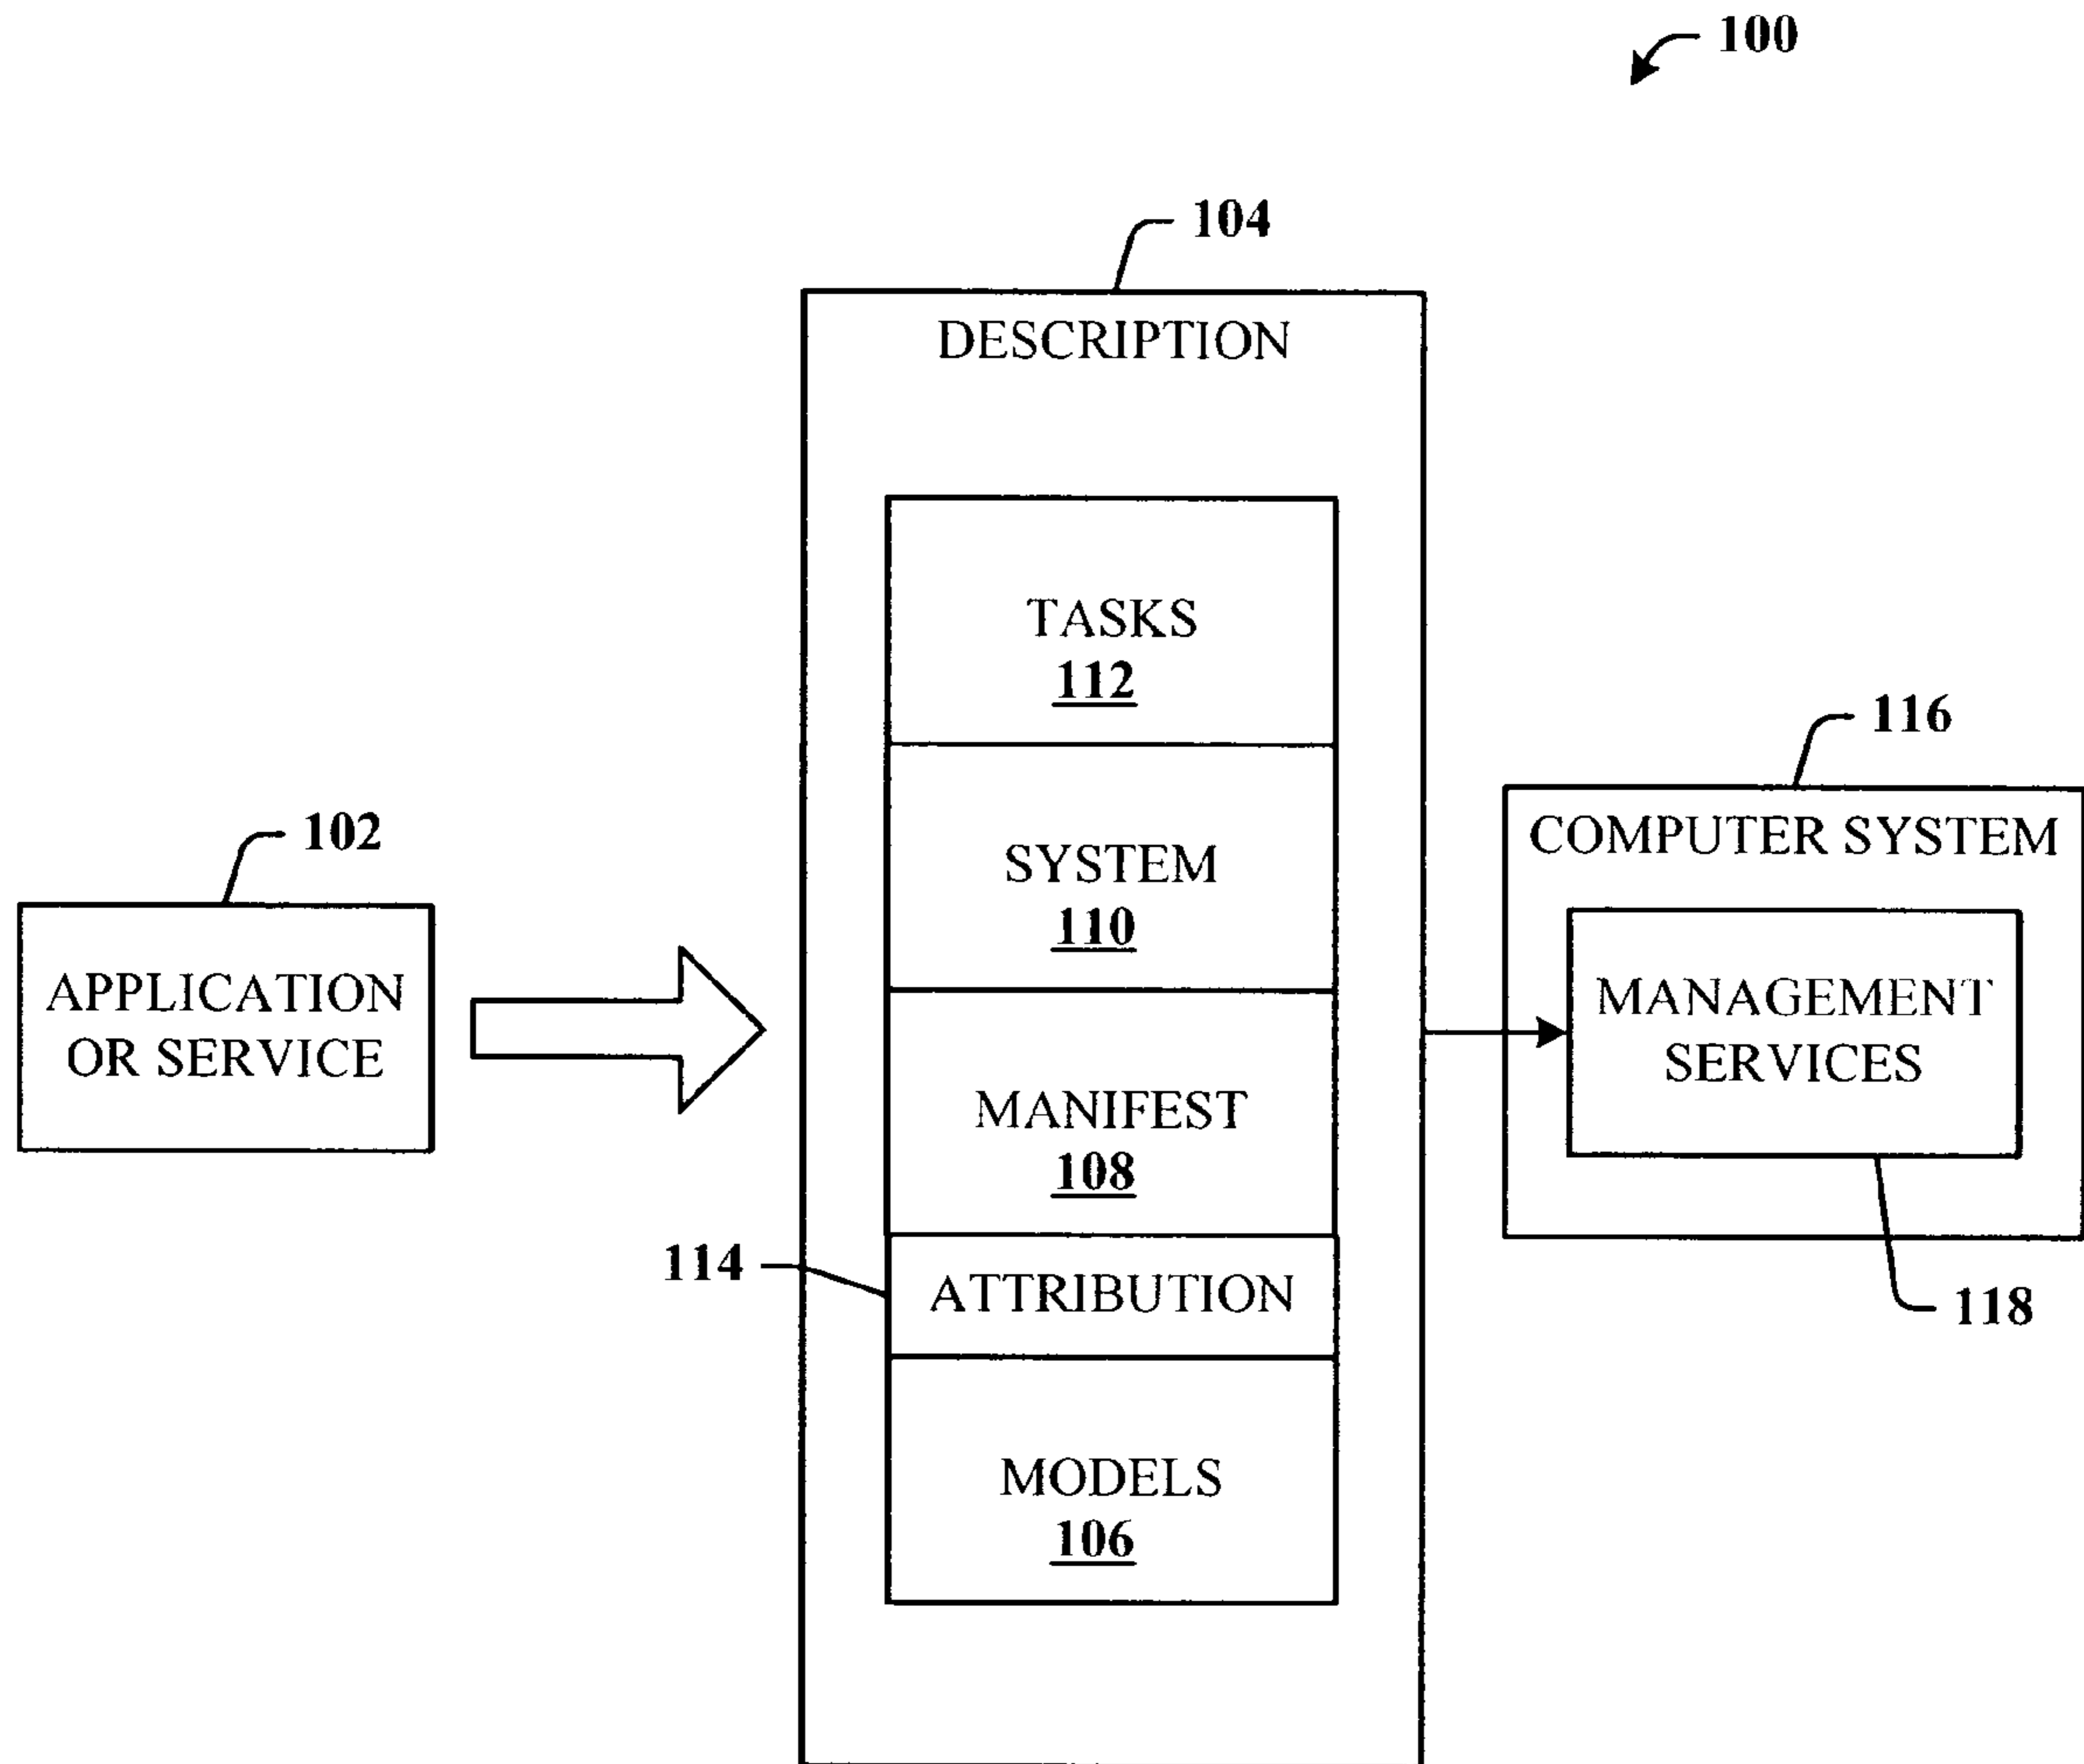 100
104
DESCRIPTION
TASKS
112
116
COMPUTER SYSTEM
102
SYSTEM
110
APPLICATION
OR SERVICE
MANAGEMENT
SERVICES
MANIFEST
108
114
ATTRIBUTION
118
MODELS
106